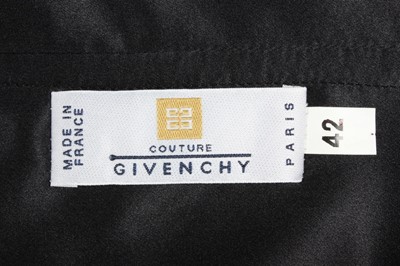 MADE IN
FRANCE
COUTURE
GIVENCHY
PARIS
42